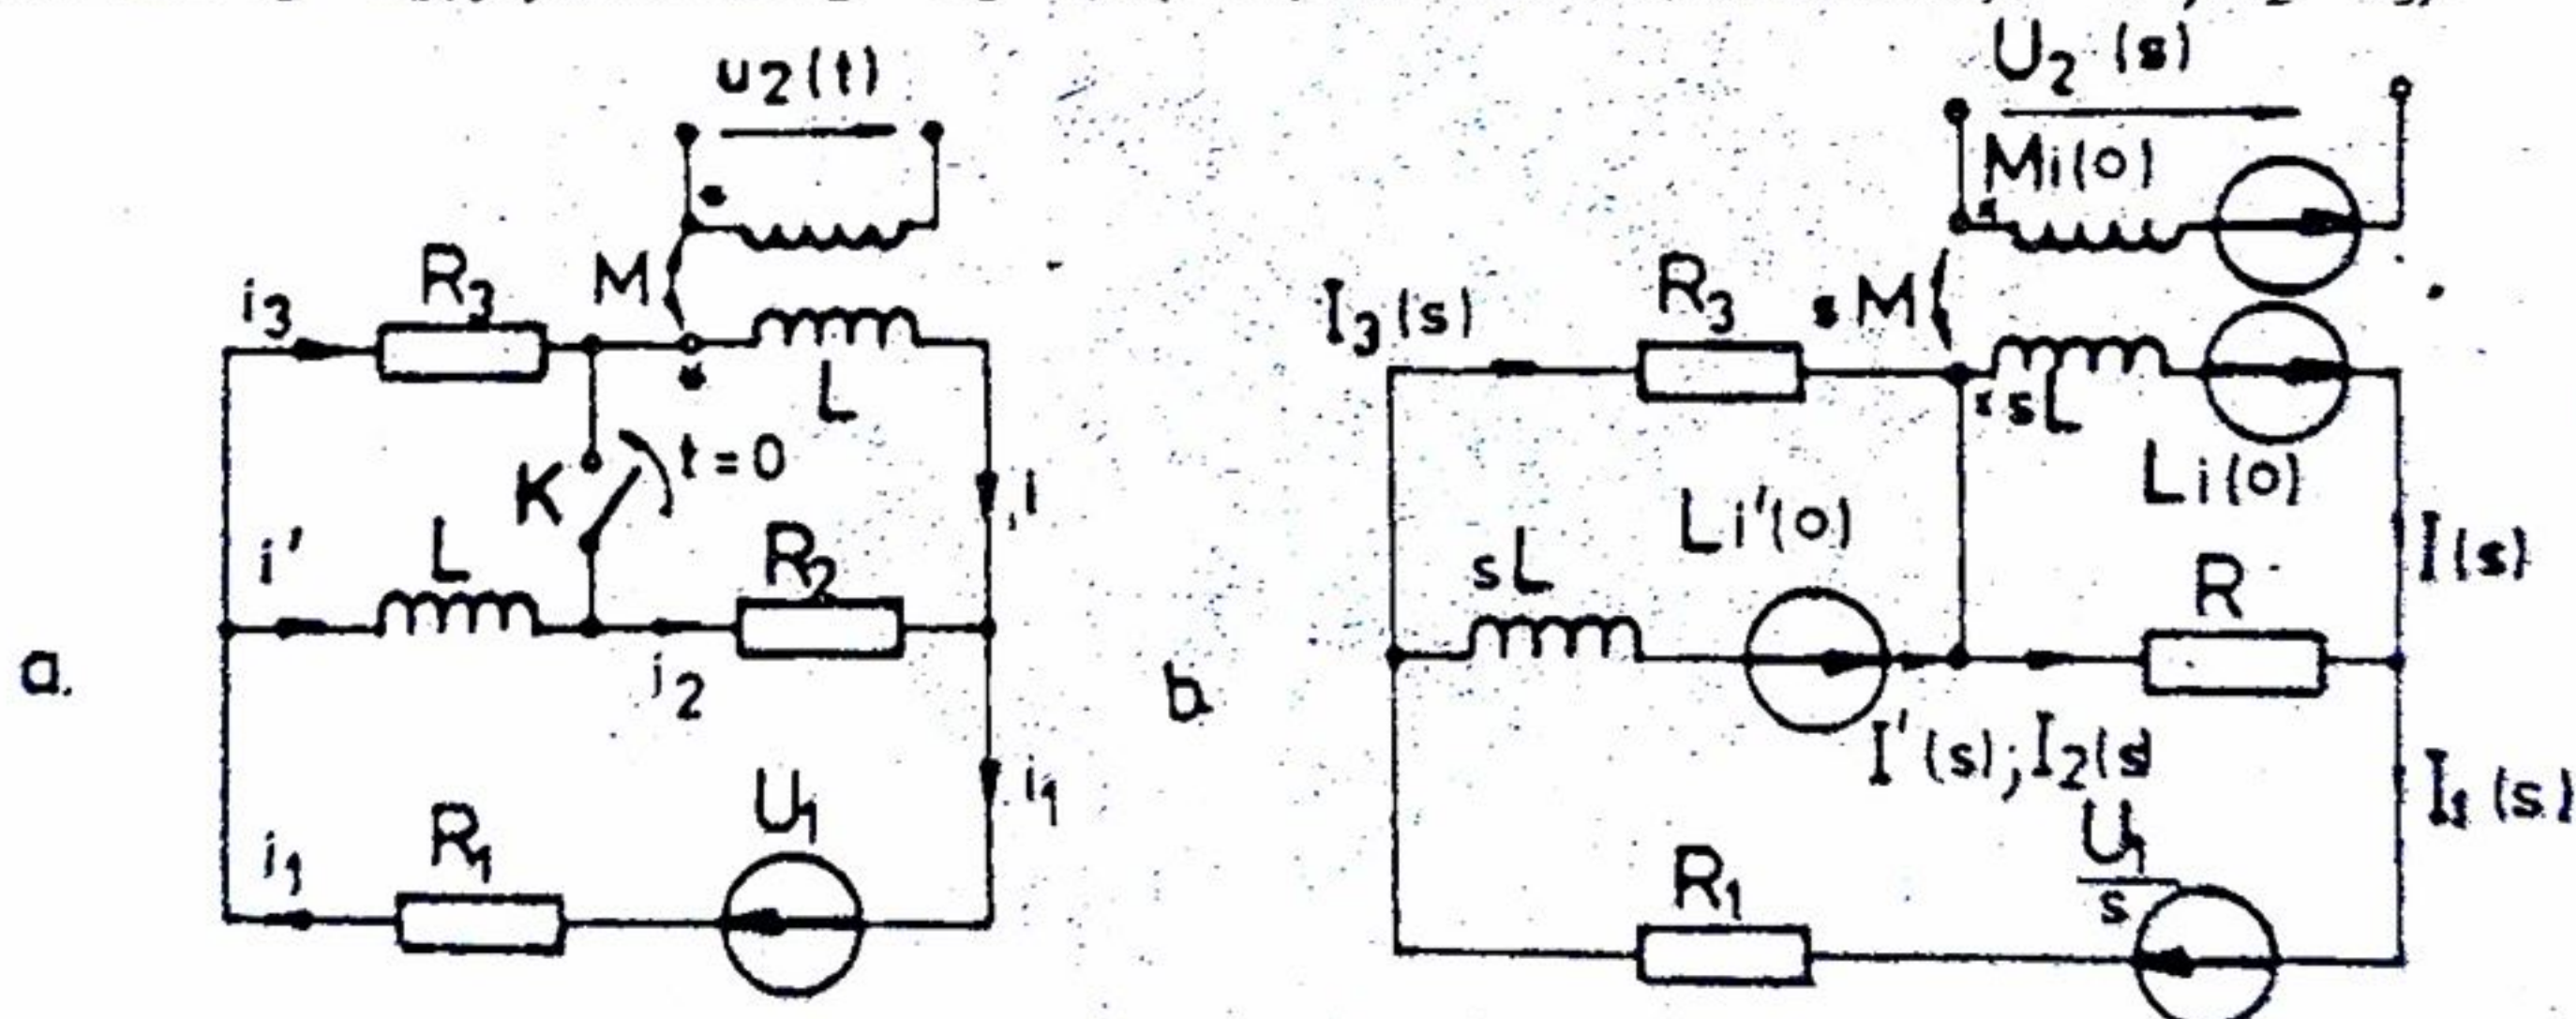 u2(t)
i3
R3
M
L
K
t=0
i
i'
L
R2
i2
a.
i1
R1
U1
i1
U2(s)
Mi(0)
I3(s)
R3
sM
sL
Li(0)
Li'(0)
sL
R
I(s)
b
I'(s);I2(s)
I1(s)
R1
U1
s